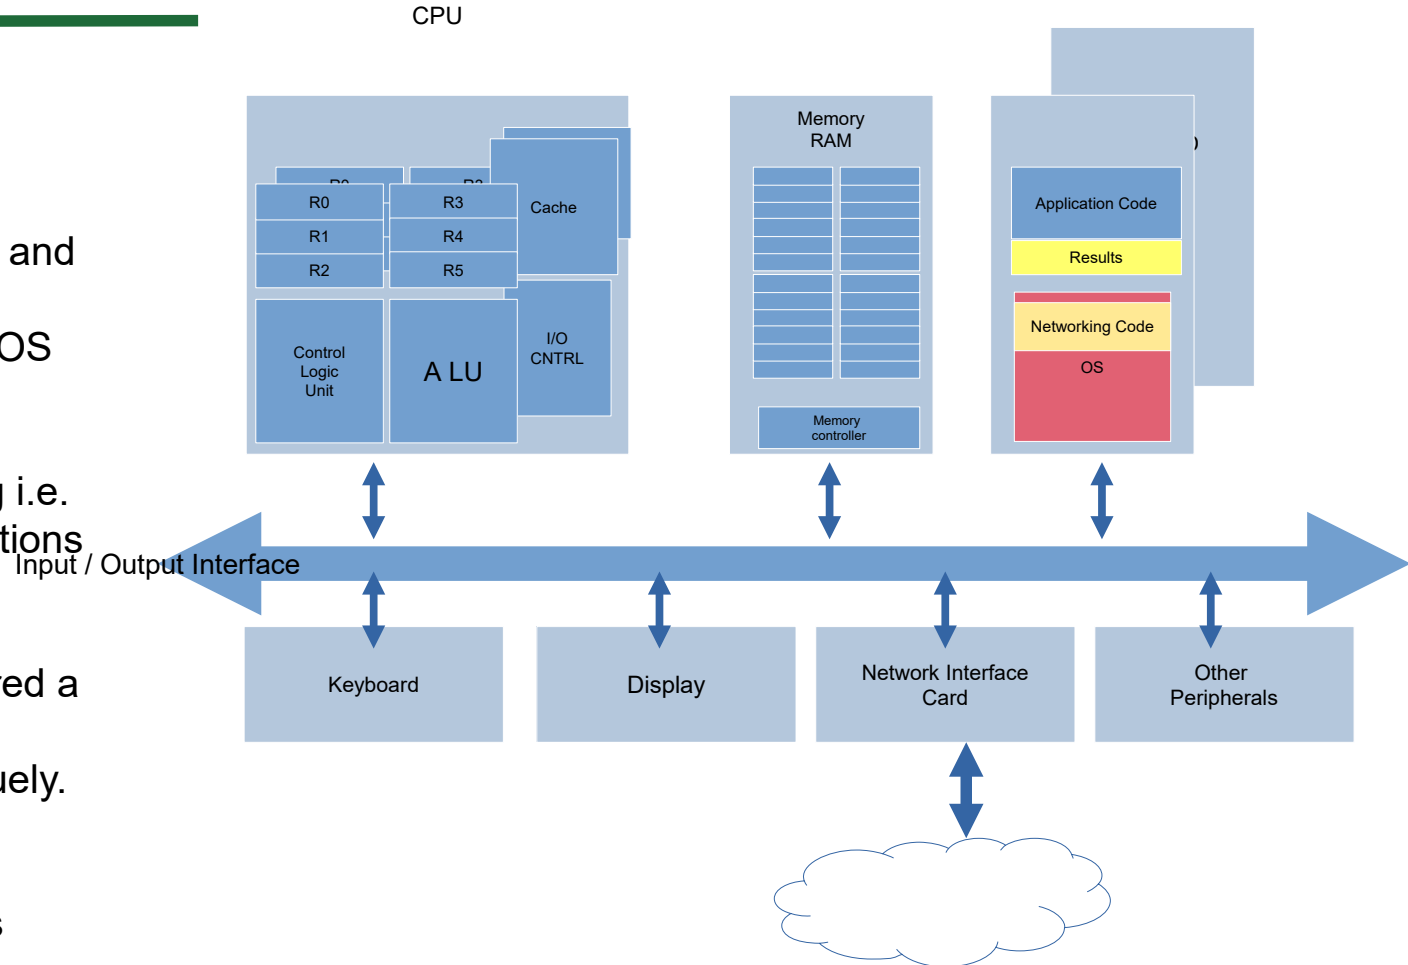 CPU
and
OS
g i.e.
tions
red a
uely.
s
R0
R3
R0
R1
R2
R3
R4
R5
Cache
Control
Logic
Unit
A LU
I/O
CNTRL
Memory
RAM
Memory
controller
Application Code
Results
Networking Code
OS
Input / Output Interface
Keyboard
Display
Network Interface
Card
Other
Peripherals